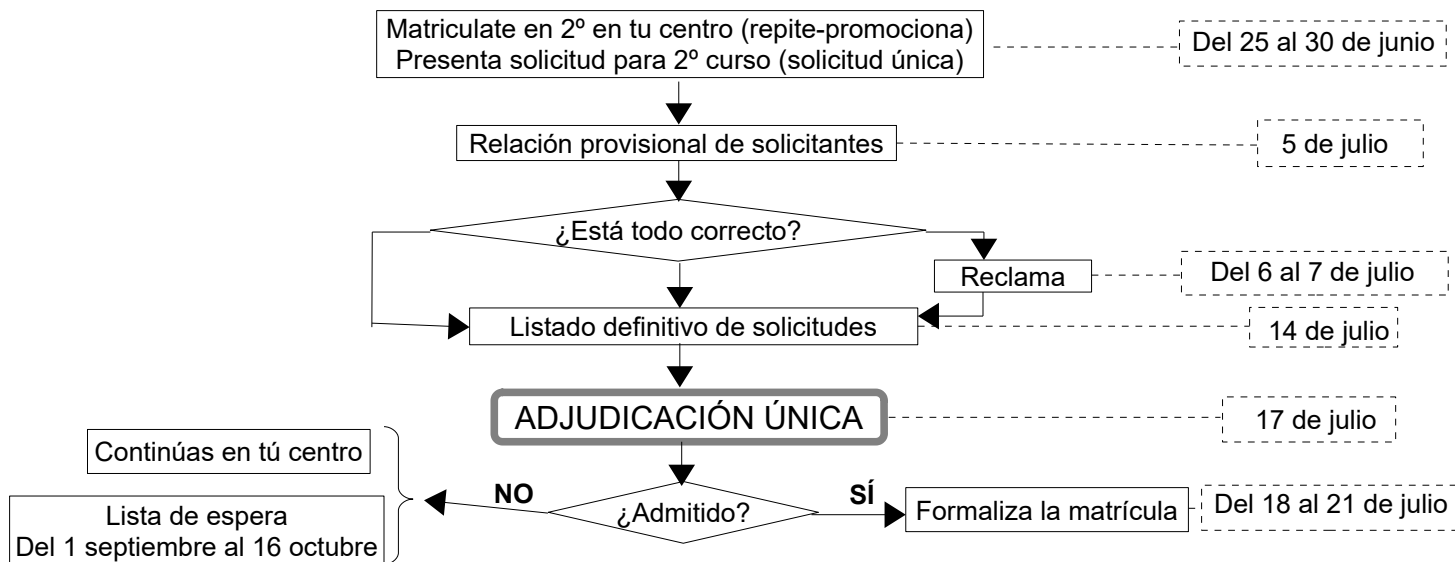 Matriculate en 2º en tu centro (repite-promociona)
Presenta solicitud para 2º curso (solicitud única)
Del 25 al 30 de junio
Relación provisional de solicitantes
5 de julio
¿Está todo correcto?
Reclama
Del 6 al 7 de julio
Listado definitivo de solicitudes
14 de julio
ADJUDICACIÓN ÚNICA
17 de julio
Continúas en tú centro
NO
¿Admitido?
SÍ
Formaliza la matrícula
Del 18 al 21 de julio
Lista de espera
Del 1 septiembre al 16 octubre